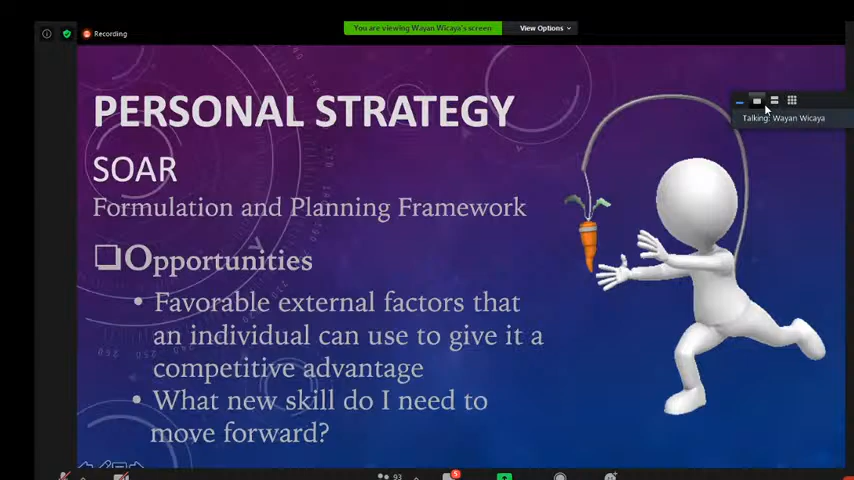 You are viewing Wayan Wicaya's screen
View Options
Recording
Talking: Wayan Wicaya
PERSONAL STRATEGY
SOAR
Formulation and Planning Framework
❑Opportunities
• Favorable external factors that
an individual can use to give it a
competitive advantage
• What new skill do I need to
move forward?
93
5